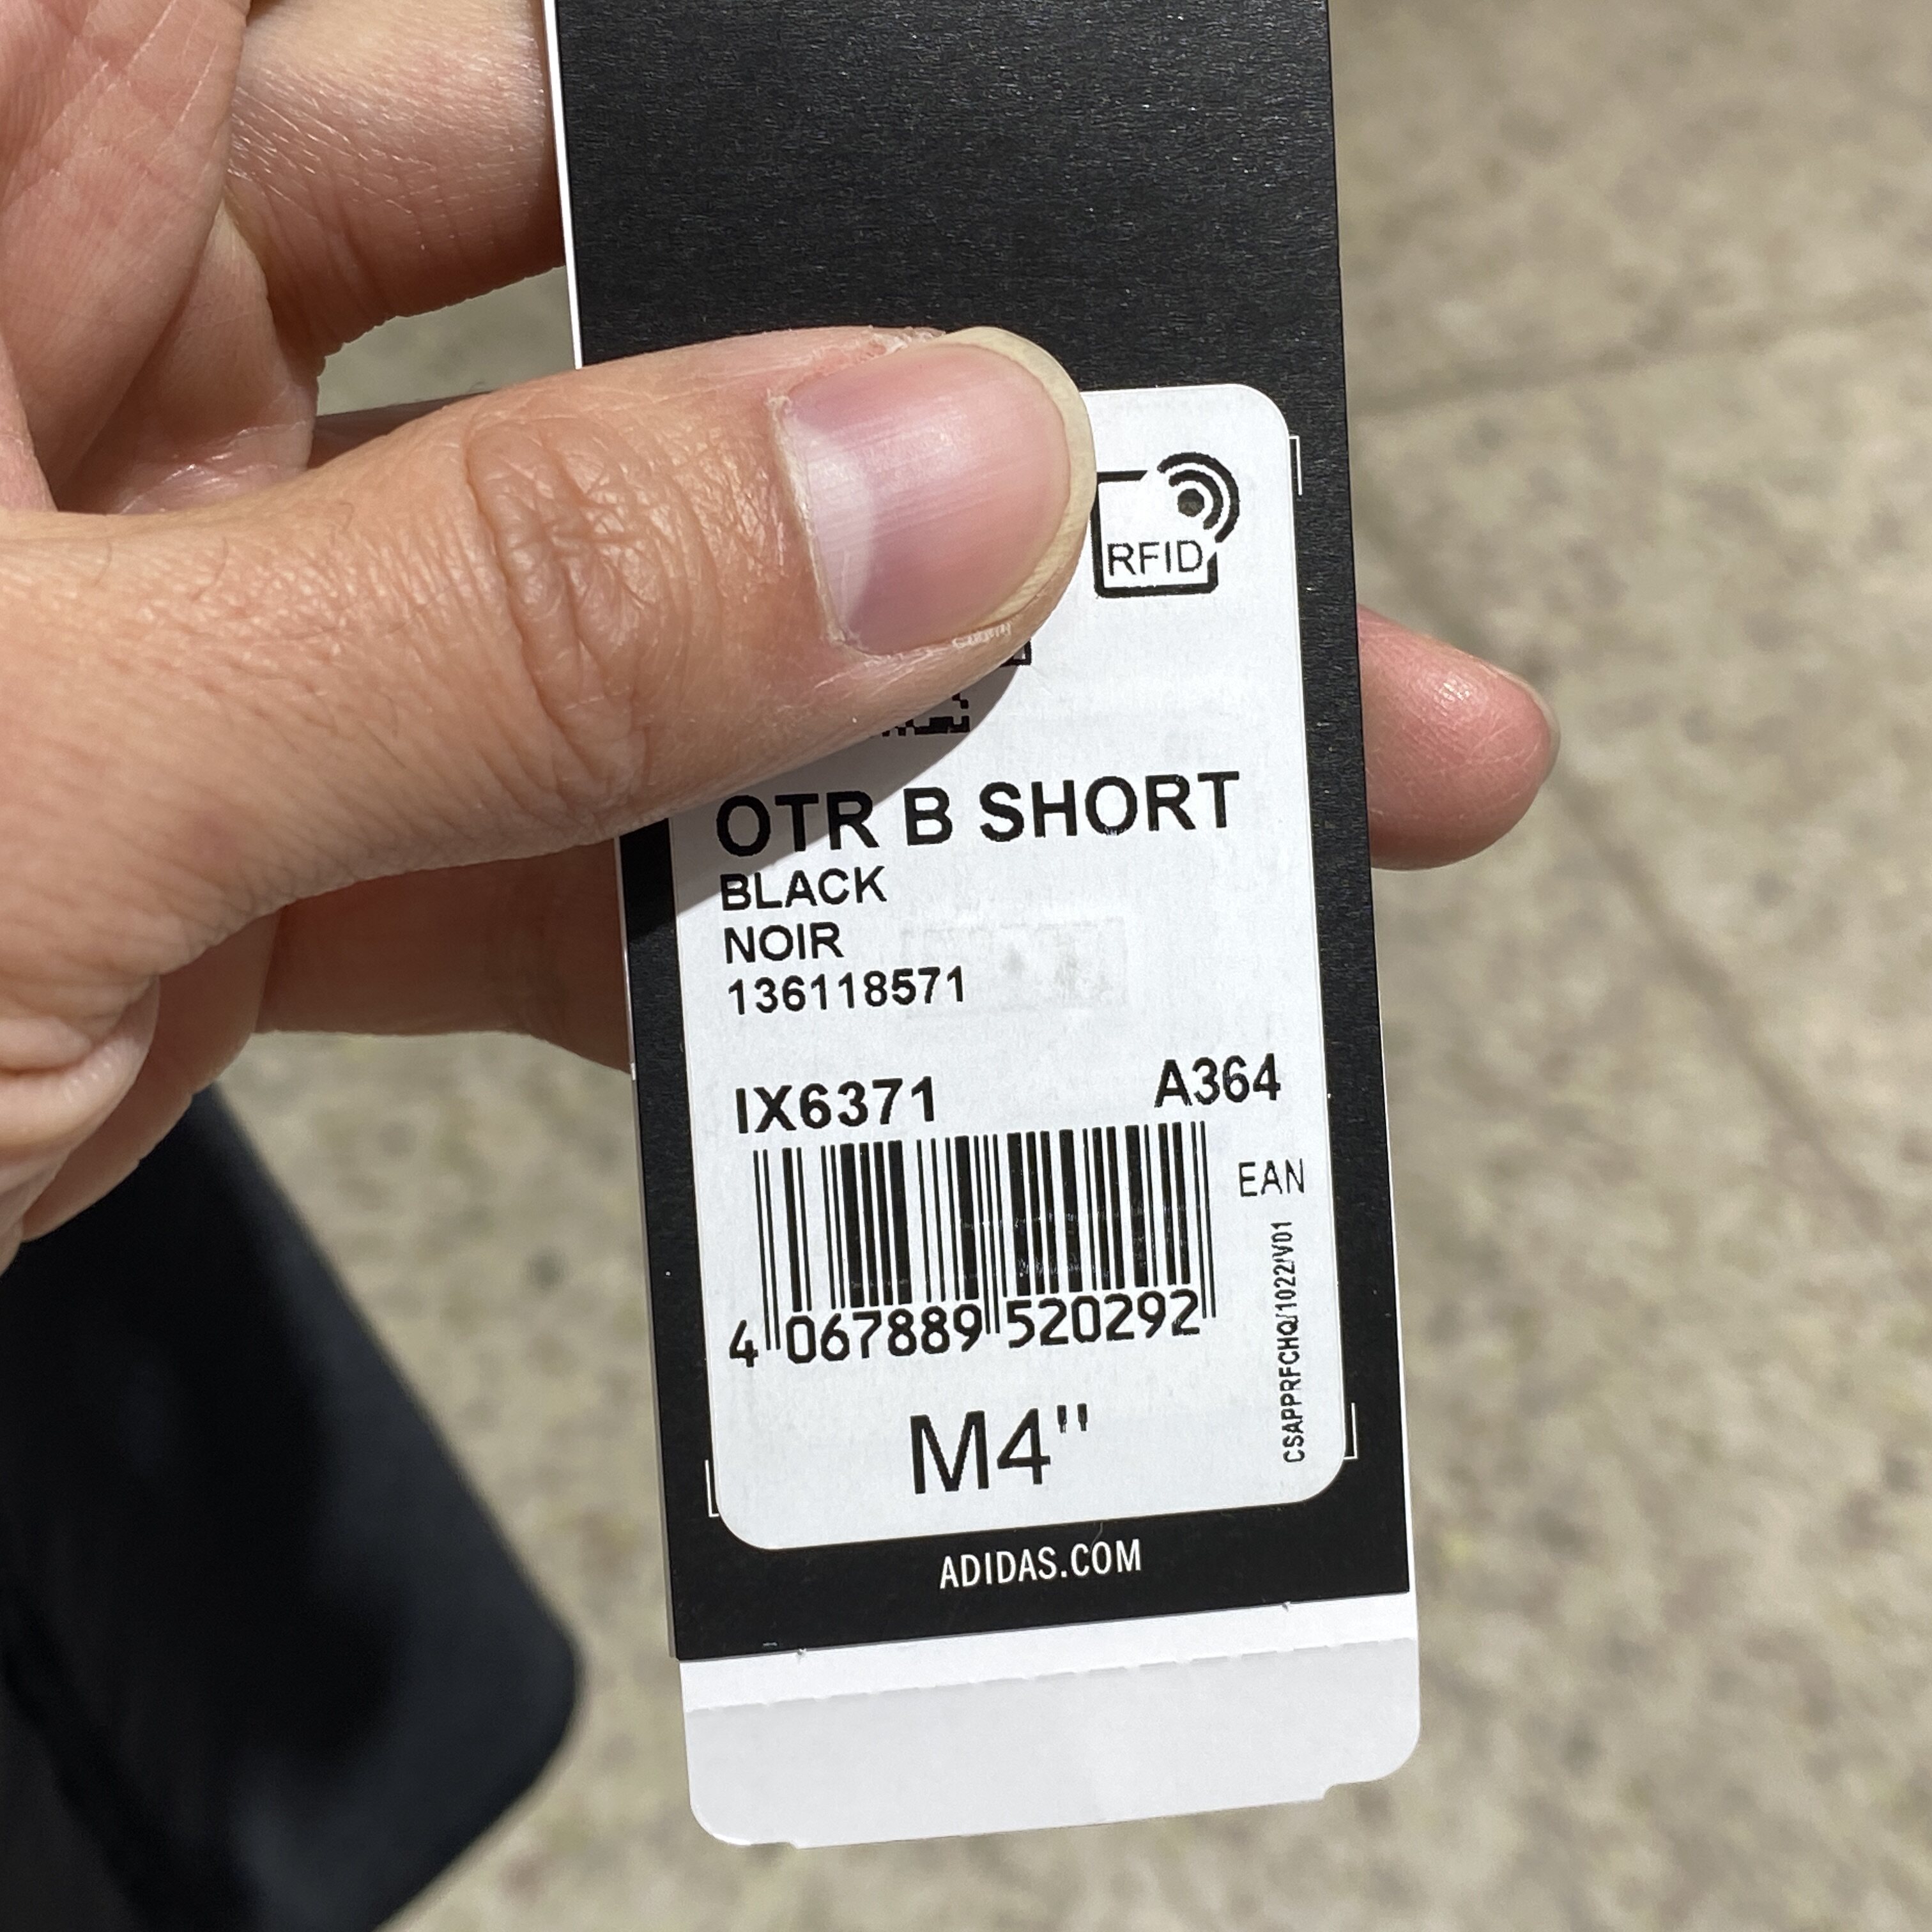 RFID
OTR B SHORT
BLACK
NOIR
136118571
IX6371 A364
EAN
4 067889 520292
CSAPPRFCHQ/1022/V01
M4"
ADIDAS.COM